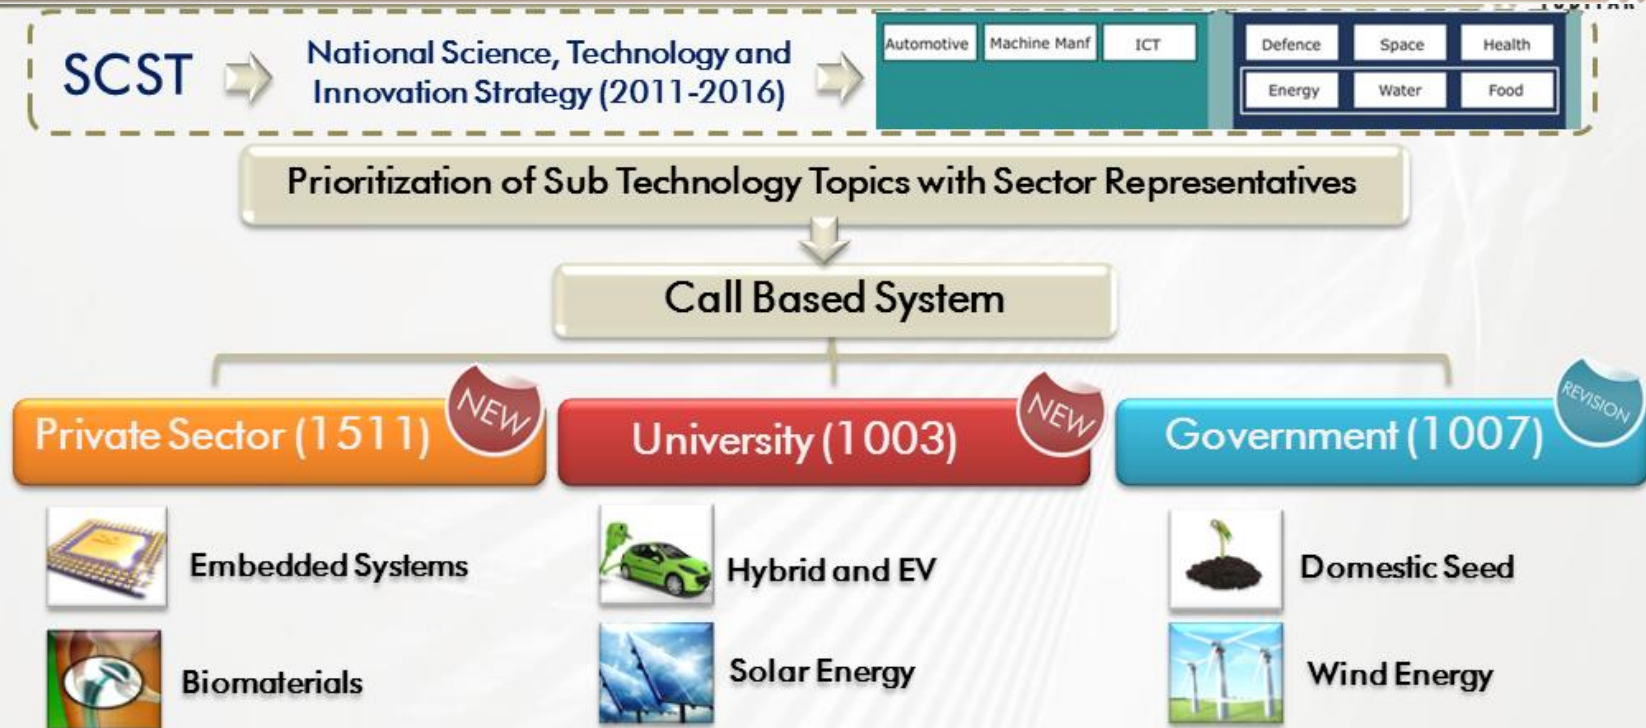 SCST
National Science, Technology and
Innovation Strategy (2011-2016)
Automotive
Machine Manf
ICT
Defence
Space
Health
Energy
Water
Food
Prioritization of Sub Technology Topics with Sector Representatives
Call Based System
Private Sector (1511)
NEW
University (1003)
NEW
Government (1007)
REVISION
Embedded Systems
Hybrid and EV
Domestic Seed
Biomaterials
Solar Energy
Wind Energy